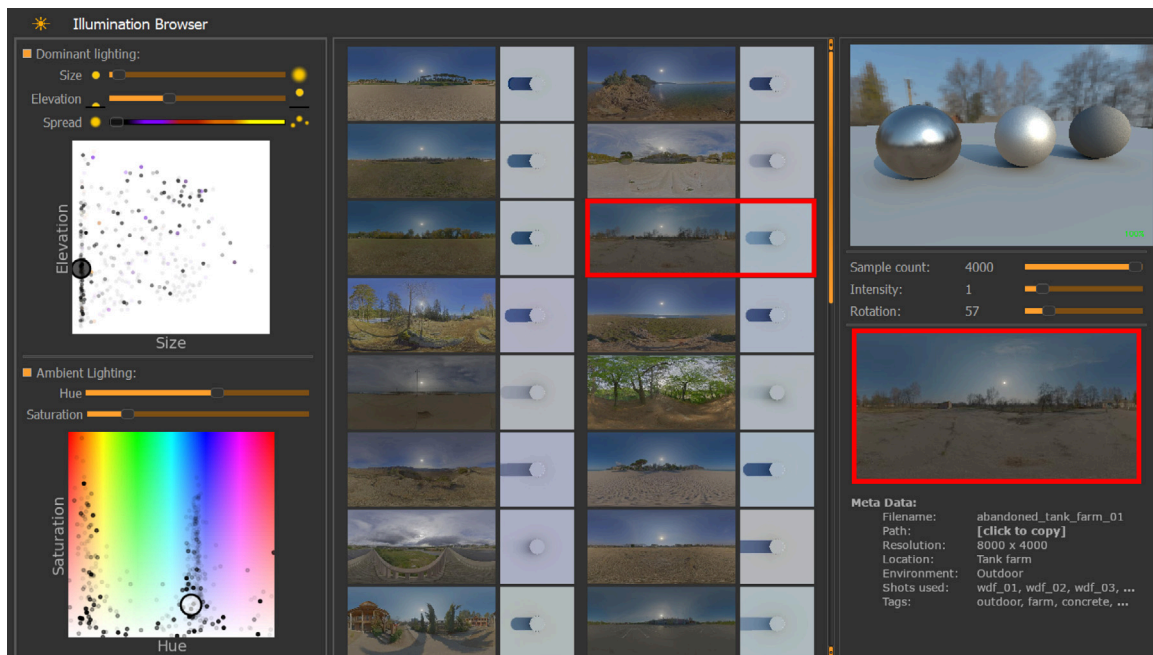 Illumination Browser
Dominant lighting:
Size
Elevation
Spread
Elevation
Size
Ambient Lighting:
Hue
Saturation
Saturation
Hue
Sample count: 4000
Intensity: 1
Rotation: 57
Meta Data:
Filename: abandoned_tank_farm_01
Path: [click to copy]
Resolution: 8000 x 4000
Location: Tank farm
Environment: Outdoor
Shots used: wdf_01, wdf_02, wdf_03, ...
Tags: outdoor, farm, concrete, ...